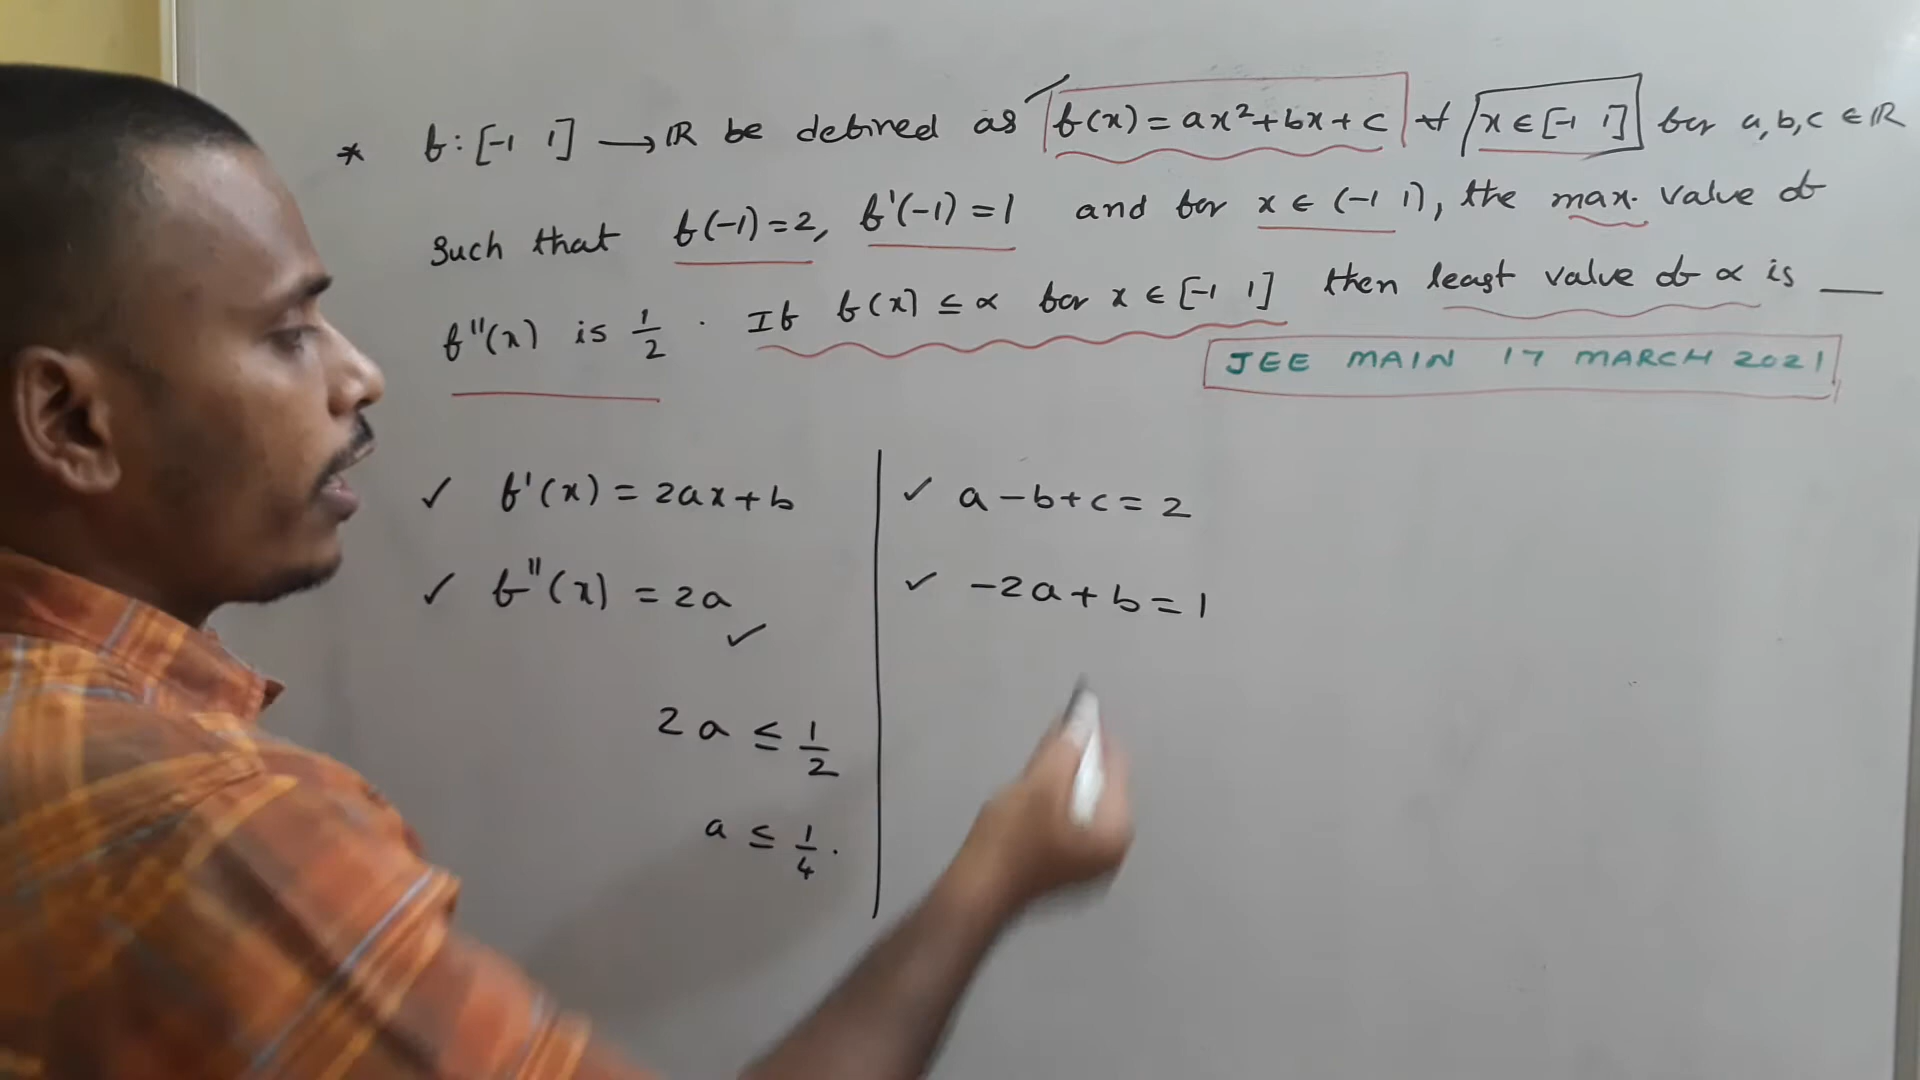 * f: [-1 1] → ℝ be defined as f(x) = ax²+bx+c ∀ x ∈ [-1 1] for a,b,c ∈ ℝ
such that f(-1)=2, f'(-1)=1 and for x ∈ (-1 1), the max. value of
f''(x) is 1/2 . If f(x) ≤ α for x ∈ [-1 1] then least value of α is ___
JEE MAIN 17 MARCH 2021
✓ f'(x) = 2ax+b
✓ f''(x) = 2a ✓
2a ≤ 1/2
a ≤ 1/4.
✓ a-b+c = 2
✓ -2a+b = 1